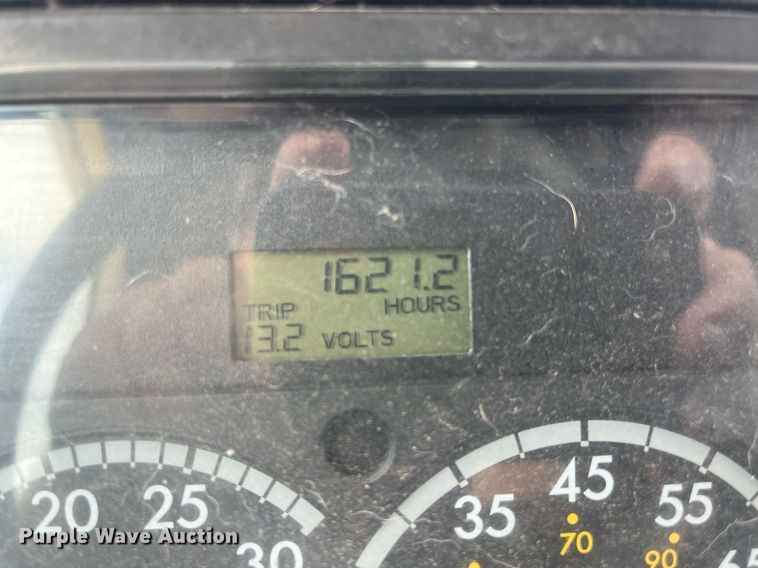 1621.2
TRIP HOURS
13.2 VOLTS
20 25 30
35 45 55
70 90
Purple Wave Auction